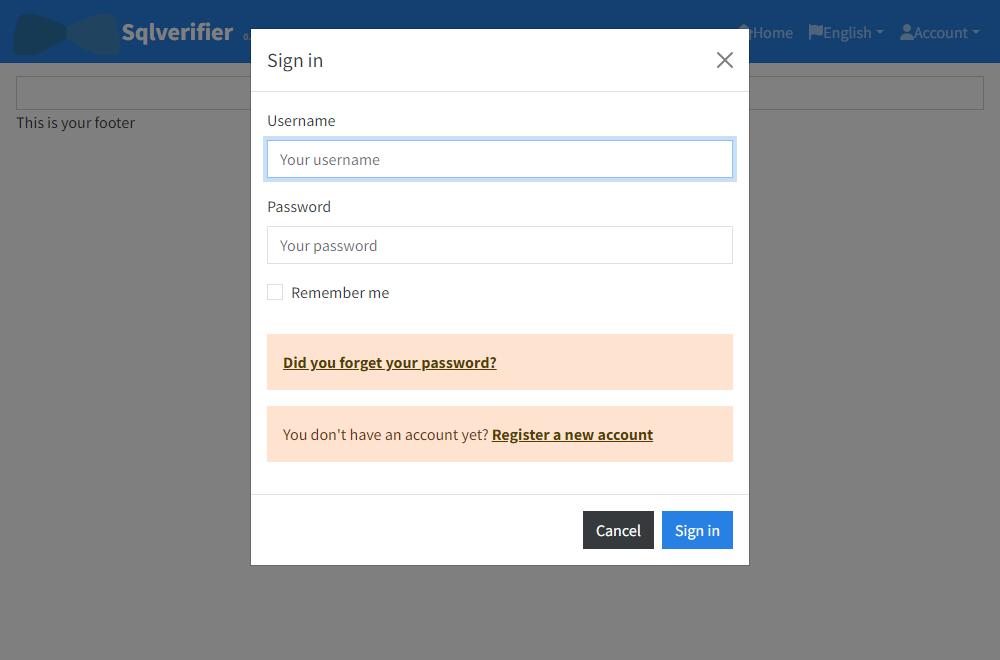 Sqlverifier
Home English Account
Sign in
This is your footer
Username
Your username
Password
Your password
Remember me
Did you forget your password?
You don't have an account yet? Register a new account
Cancel Sign in